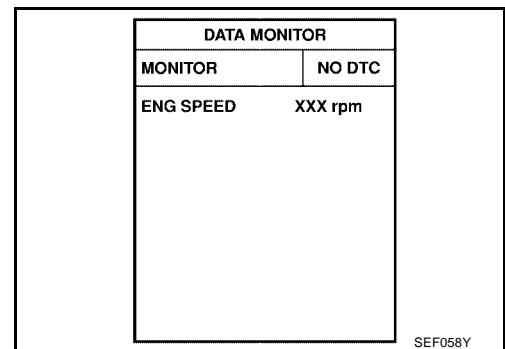 DATA MONITOR
MONITOR NO DTC
ENG SPEED XXX rpm
SEF058Y